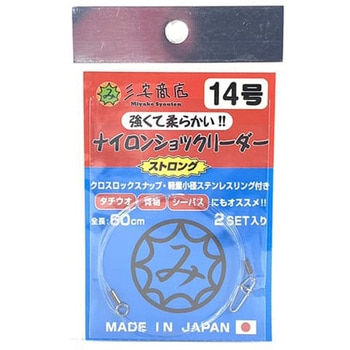 み 三安商店 14号
Miyake Syouten
強くて柔らかい!!
ナイロンショックリーダー
ストロング
クロスロックスナップ・軽量小径ステンレスリング付き
タチウオ 青物 シーバス にもオススメ!!
全長:60cm 2SET入り
み
MADE IN JAPAN